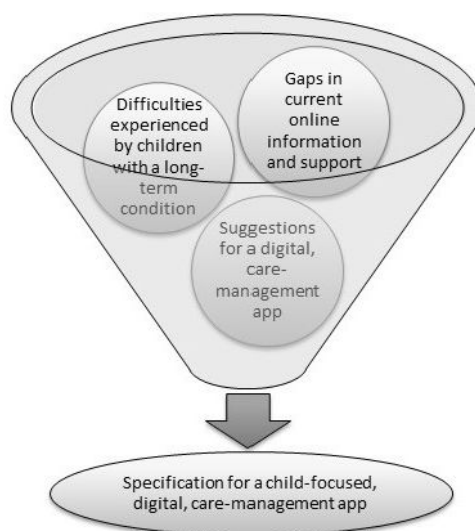 Difficulties
experienced
by children
with a long-
term
condition
Gaps in
current
online
information
and support
Suggestions
for a digital,
care-
management
app
Specification for a child-focused,
digital, care-management app